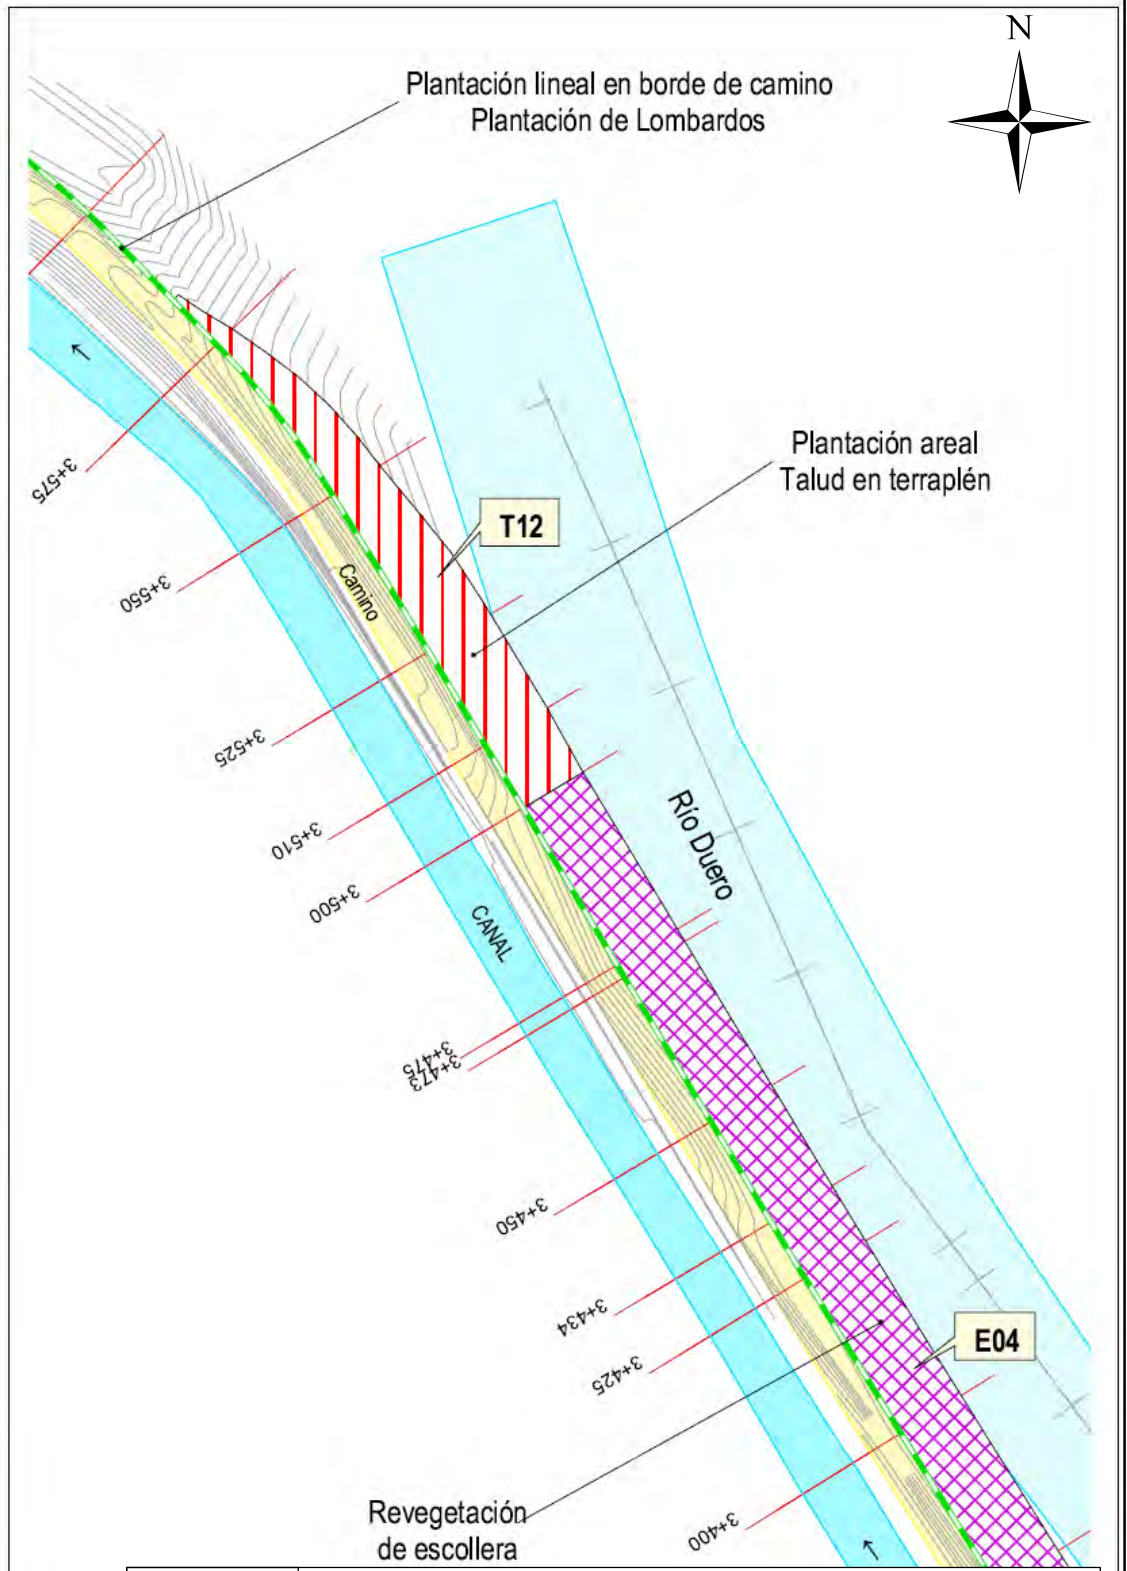 N
Plantación lineal en borde de camino
Plantación de Lombardos
Plantación areal
Talud en terraplén
3+575
T12
3+550
Camino
3+525
3+510
Río Duero
3+500
CANAL
3+475
3+473
3+450
3+434
E04
3+425
Revegetación
de escollera
3+400